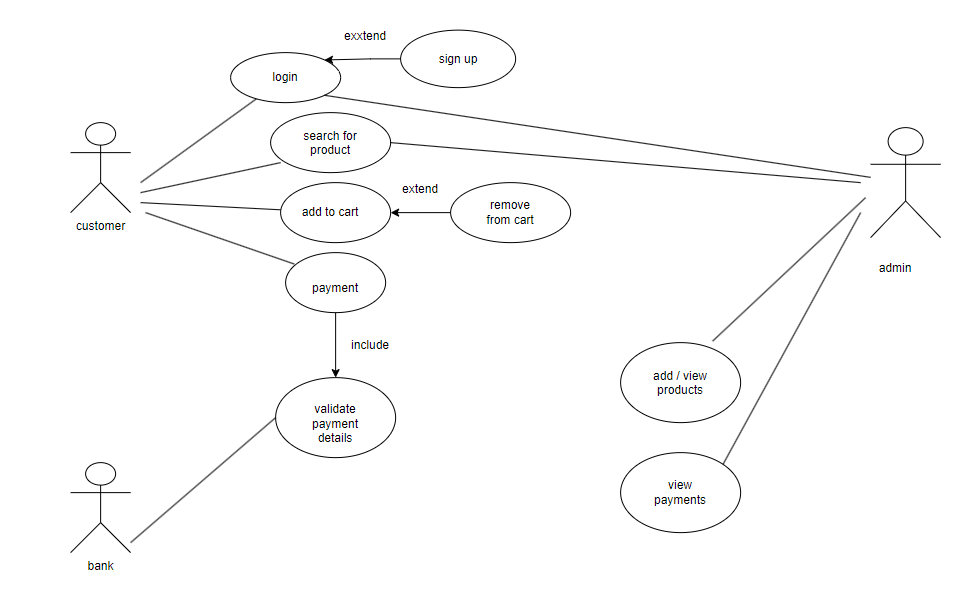 exxtend
sign up
login
search for
product
extend
add to cart
remove
from cart
customer
admin
payment
include
add / view
products
validate
payment
details
view
payments
bank